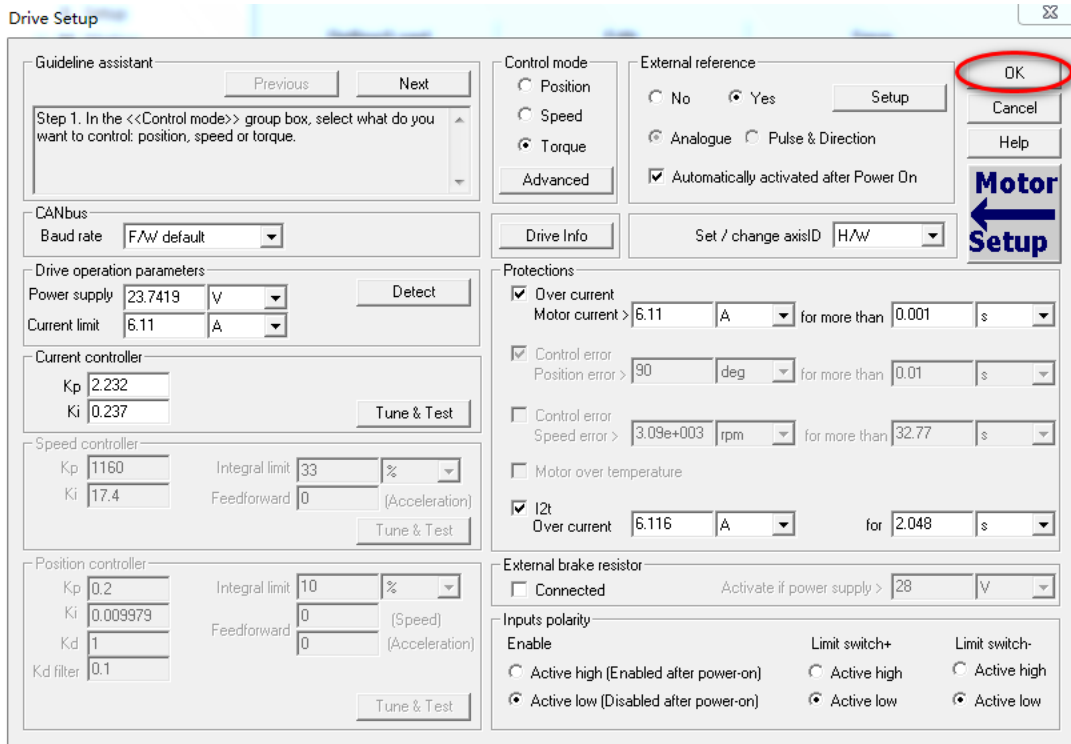 Drive Setup
Guideline assistant
Previous
Next
Step 1. In the <<Control mode>> group box, select what do you
want to control: position, speed or torque.
Control mode
Position
Speed
Torque
Advanced
External reference
No
Yes
Setup
Analogue
Pulse & Direction
Automatically activated after Power On
OK
Cancel
Help
Motor
Setup
CANbus
Baud rate F/W default
Drive Info
Set / change axisID H/W
Drive operation parameters
Power supply 23.7419 V
Detect
Current limit 6.11 A
Current controller
Kp 2.232
Ki 0.237
Tune & Test
Speed controller
Kp 1160
Integral limit 33 %
Ki 17.4
Feedforward 0 (Acceleration)
Tune & Test
Position controller
Kp 0.2
Integral limit 10 %
Ki 0.009979
Feedforward
0 (Speed)
0 (Acceleration)
Kd 1
Kd filter 0.1
Tune & Test
Protections
Over current
Motor current > 6.11 A for more than 0.001 s
Control error
Position error > 90 deg for more than 0.01 s
Control error
Speed error > 3.09e+003 rpm for more than 32.77 s
Motor over temperature
I2t
Over current 6.116 A for 2.048 s
External brake resistor
Connected
Activate if power supply > 28 V
Inputs polarity
Enable
Active high (Enabled after power-on)
Active low (Disabled after power-on)
Limit switch+
Active high
Active low
Limit switch-
Active high
Active low